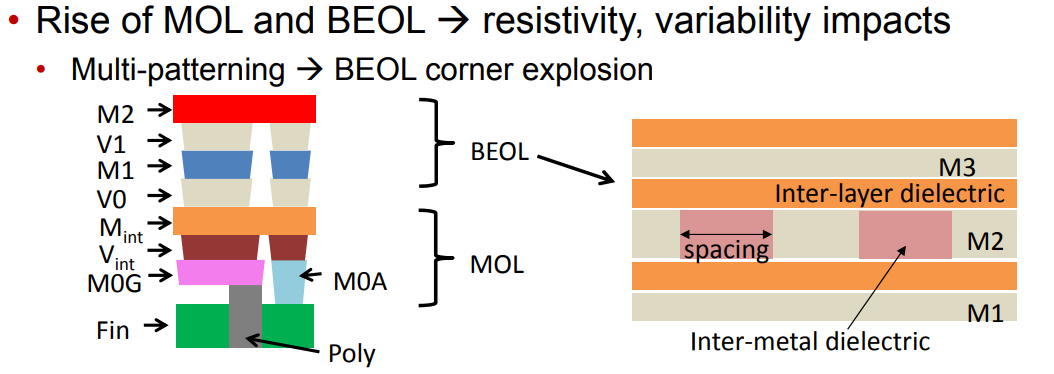 • Rise of MOL and BEOL → resistivity, variability impacts
• Multi-patterning → BEOL corner explosion
M2
V1
M1
V0
Mint
Vint
M0G
Fin
M0A
Poly
BEOL
MOL
M3
Inter-layer dielectric
spacing
M2
M1
Inter-metal dielectric